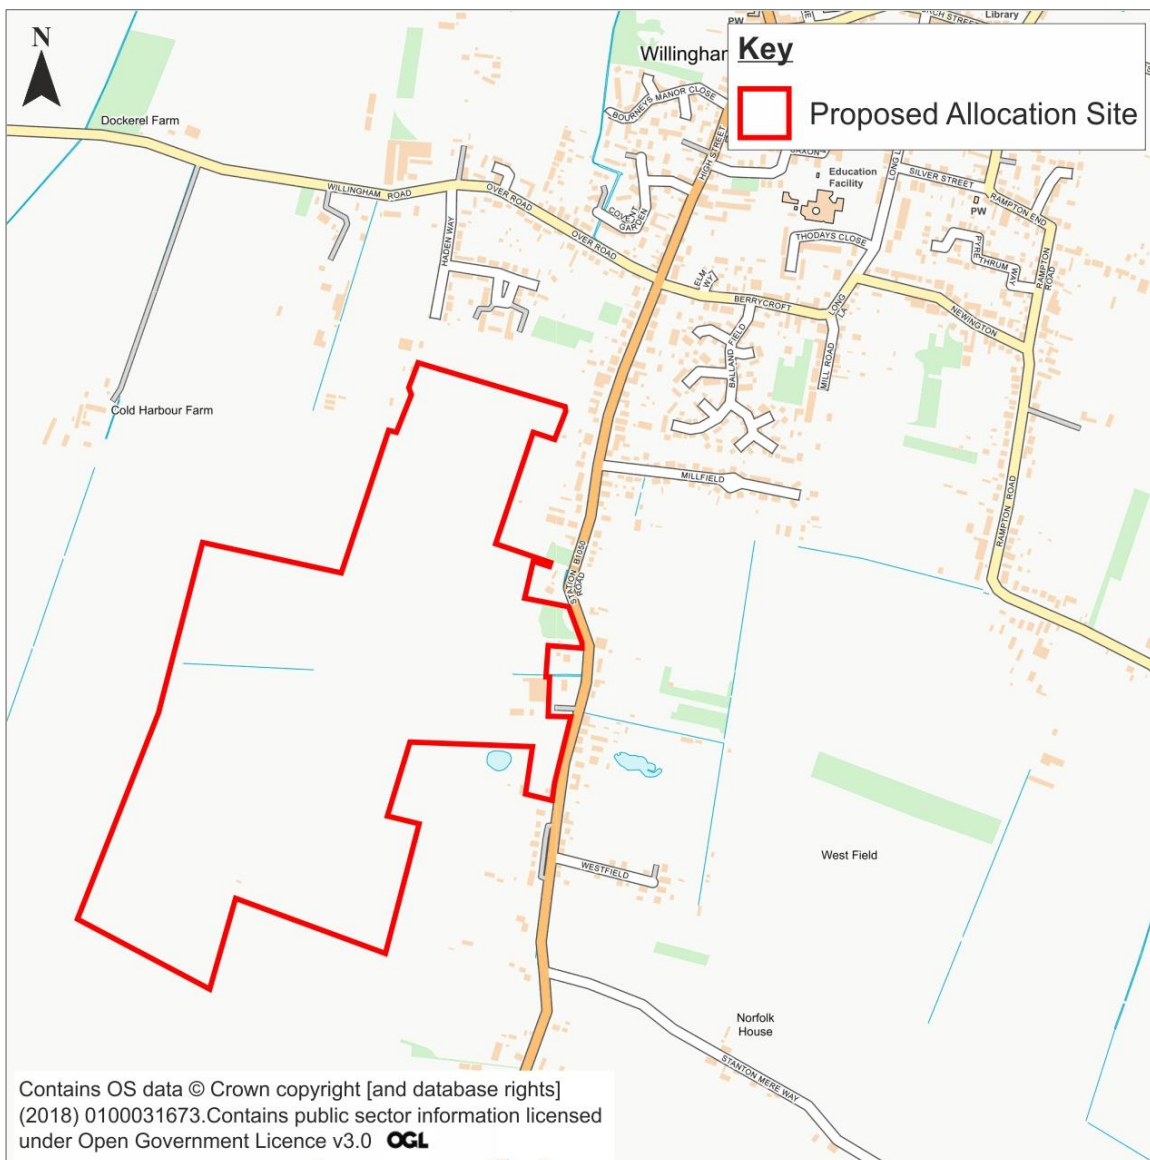 N
PW
Library
Willingham
Key
Proposed Allocation Site
BOURNEYS MANOR CLOSE
Dockerel Farm
HIGH STREET
Education
Facility
SILVER STREET
PW
RAMPTON END
WILLINGHAM ROAD
OVER ROAD
COVENT
GARDEN
THODAYS CLOSE
OVER ROAD
HADEN WAY
PYRE
THRUM
WAY
RAMPTON
ROAD
ELM
WY
BERRYCROFT
LONG
LA
NEWINGTON
BALLAND FIELD
MILL ROAD
Cold Harbour Farm
MILLFIELD
RAMPTON ROAD
STATION B1050
ROAD
West Field
WESTFIELD
Norfolk
House
STANTON MERE WAY
Contains OS data © Crown copyright [and database rights]
(2018) 0100031673.Contains public sector information licensed
under Open Government Licence v3.0 OGL